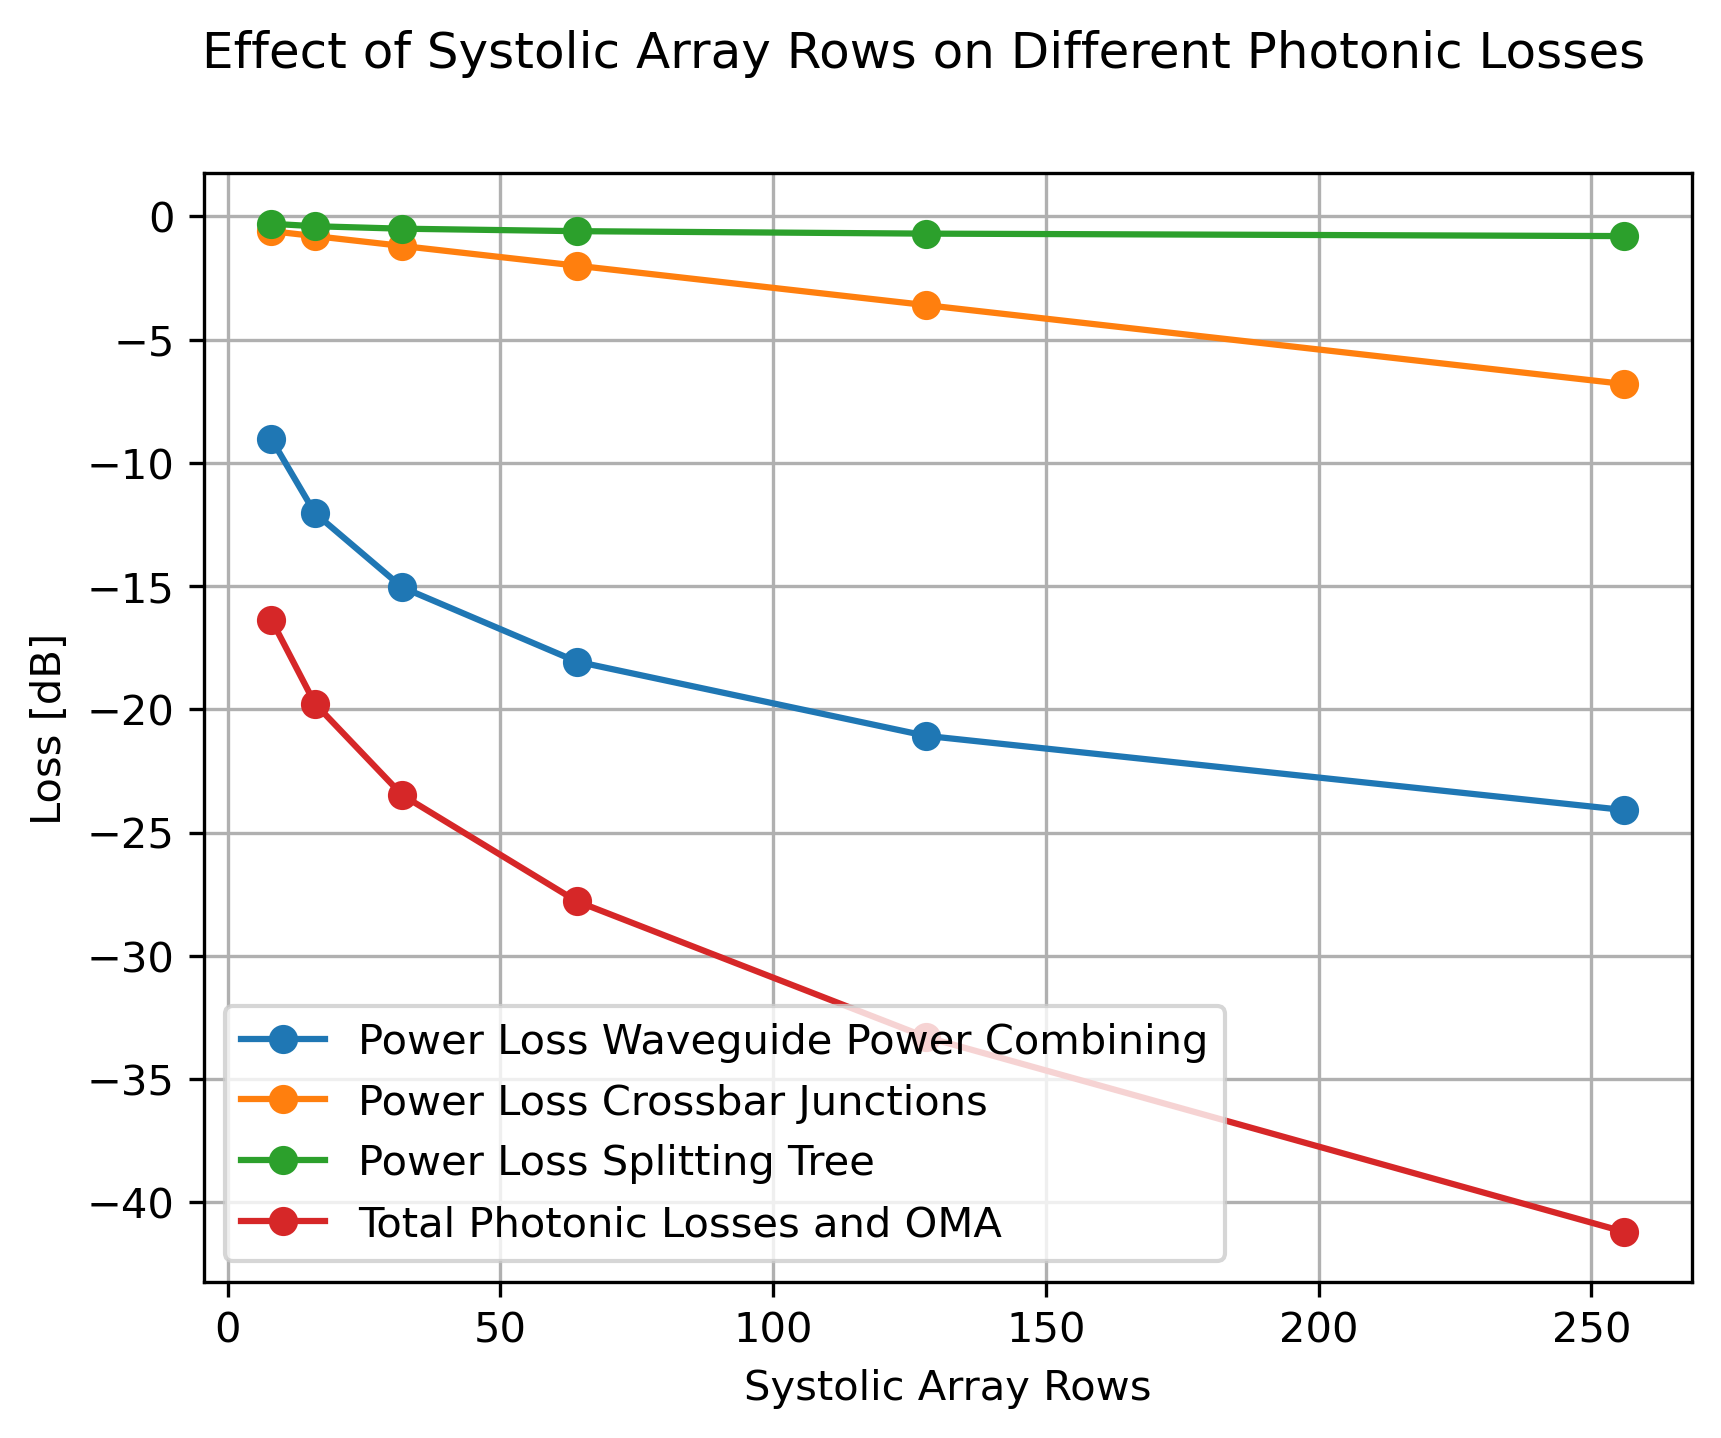 Effect of Systolic Array Rows on Different Photonic Losses
0
−5
−10
−15
−20
−25
−30
−35
−40
Loss [dB]
Power Loss Waveguide Power Combining
Power Loss Crossbar Junctions
Power Loss Splitting Tree
Total Photonic Losses and OMA
0 50 100 150 200 250
Systolic Array Rows